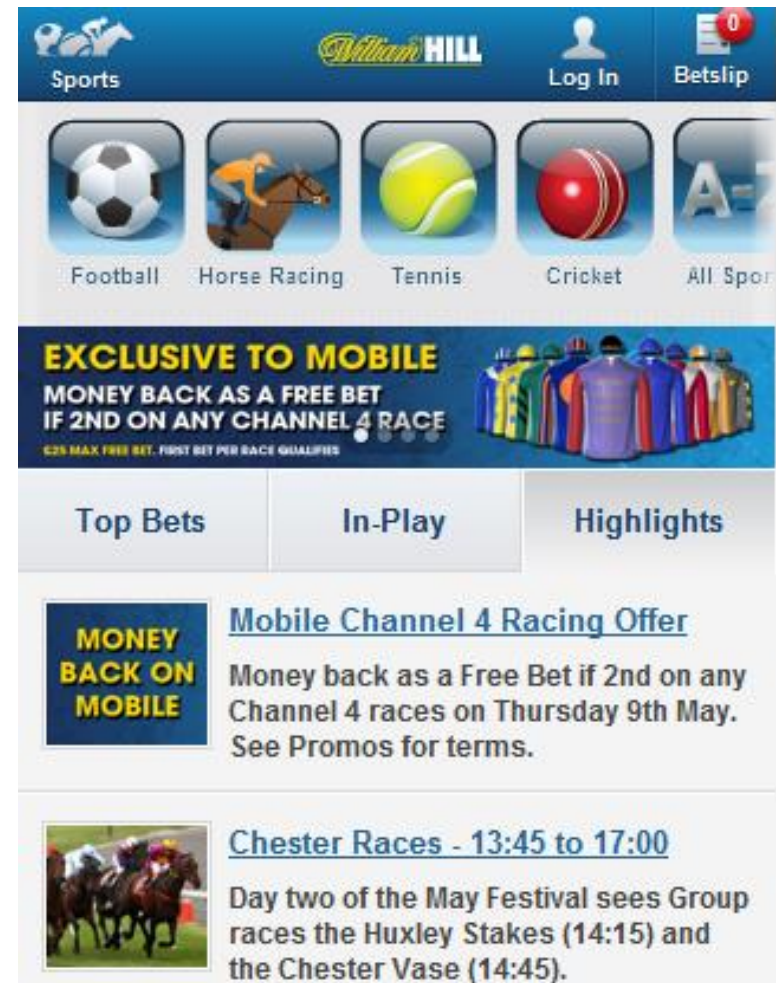 Sports
William HILL
Log In
0
Betslip
A-Z
Football
Horse Racing
Tennis
Cricket
All Spor
EXCLUSIVE TO MOBILE
MONEY BACK AS A FREE BET
IF 2ND ON ANY CHANNEL 4 RACE
£25 MAX FREE BET. FIRST BET PER RACE QUALIFIES
Top Bets
In-Play
Highlights
MONEY
BACK ON
MOBILE
Mobile Channel 4 Racing Offer
Money back as a Free Bet if 2nd on any
Channel 4 races on Thursday 9th May.
See Promos for terms.
Chester Races - 13:45 to 17:00
Day two of the May Festival sees Group
races the Huxley Stakes (14:15) and
the Chester Vase (14:45).